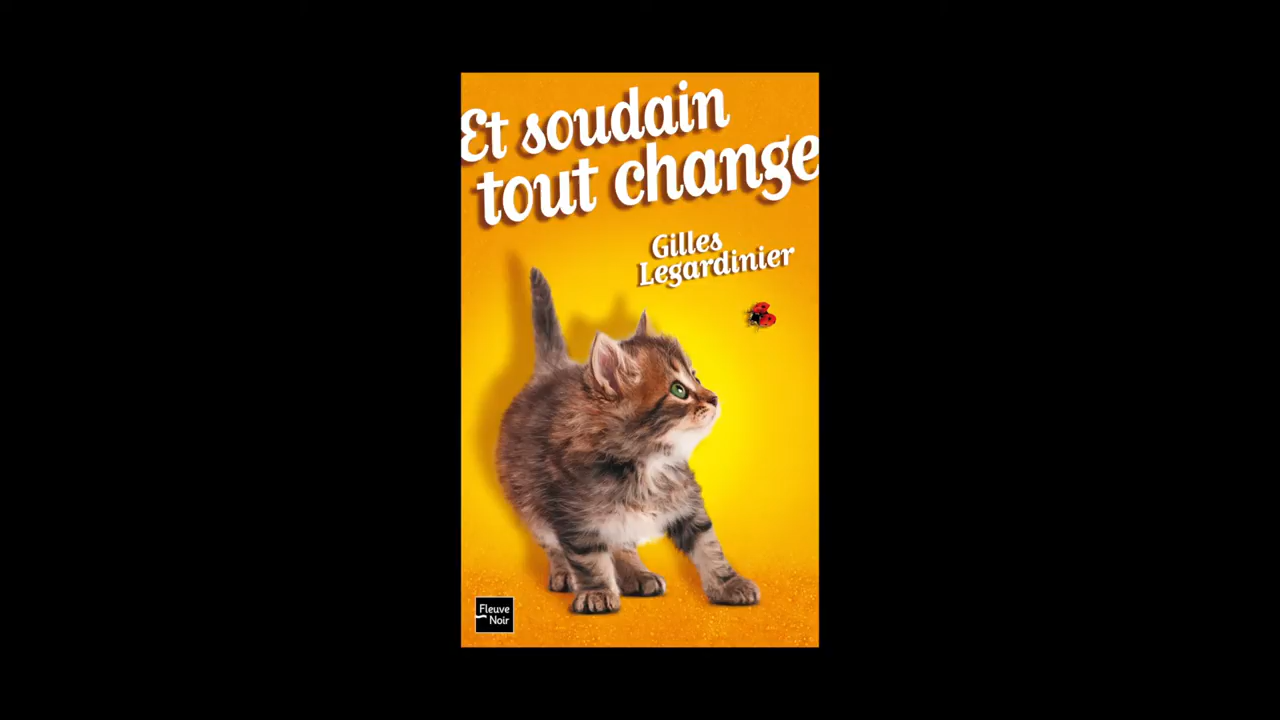 Et soudain
tout change
Gilles
Legardinier
Fleuve
Noir